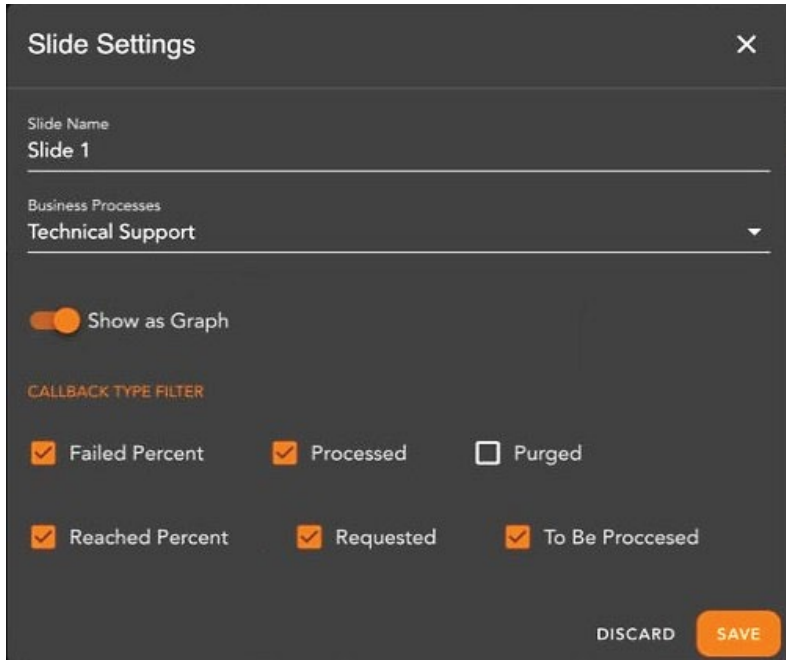 Slide Settings
Slide Name
Slide 1
Business Processes
Technical Support
Show as Graph
CALLBACK TYPE FILTER
Failed Percent Processed Purged
Reached Percent Requested To Be Proccesed
DISCARD SAVE